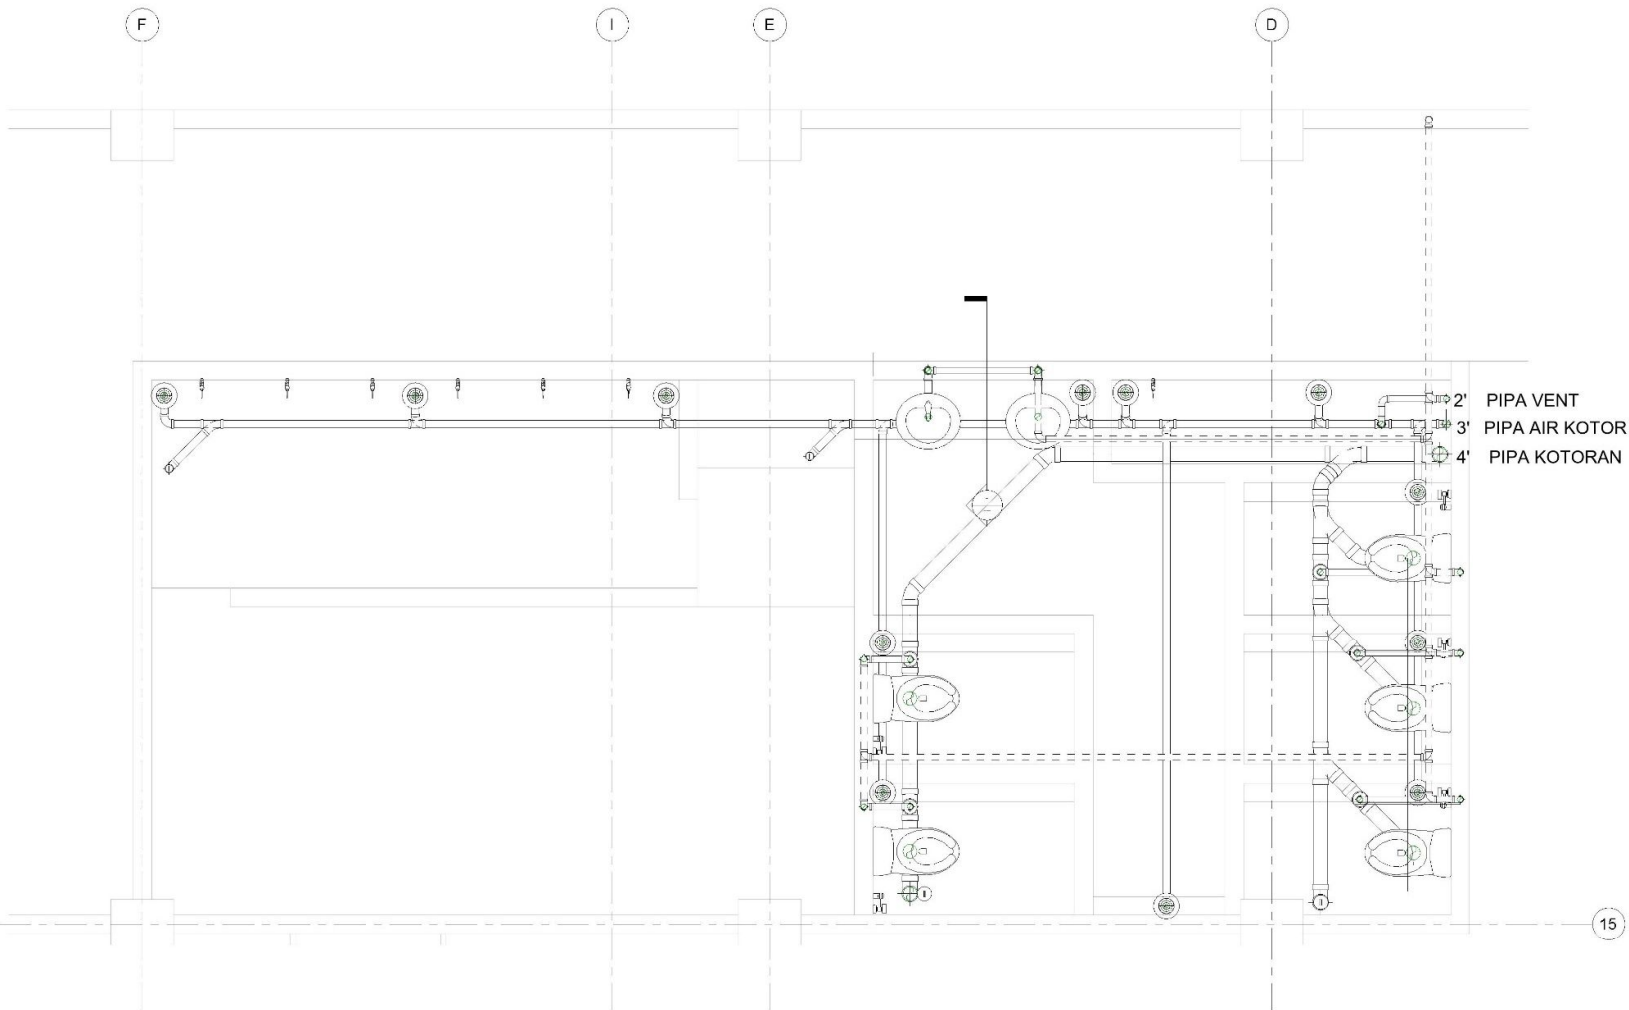 F
I
E
D
2' PIPA VENT
3' PIPA AIR KOTOR
4' PIPA KOTORAN
15